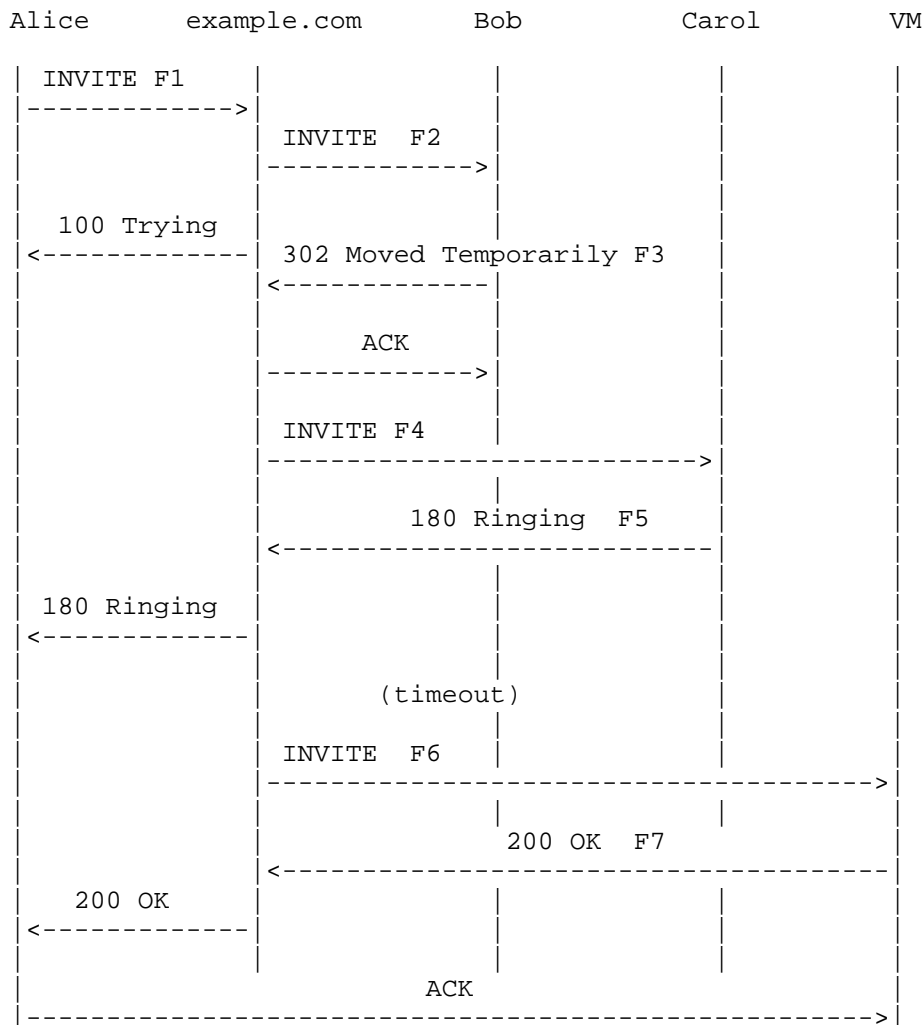 Alice example.com Bob Carol VM
INVITE F1
INVITE F2
100 Trying
302 Moved Temporarily F3
ACK
INVITE F4
180 Ringing F5
180 Ringing
(timeout)
INVITE F6
200 OK F7
200 OK
ACK